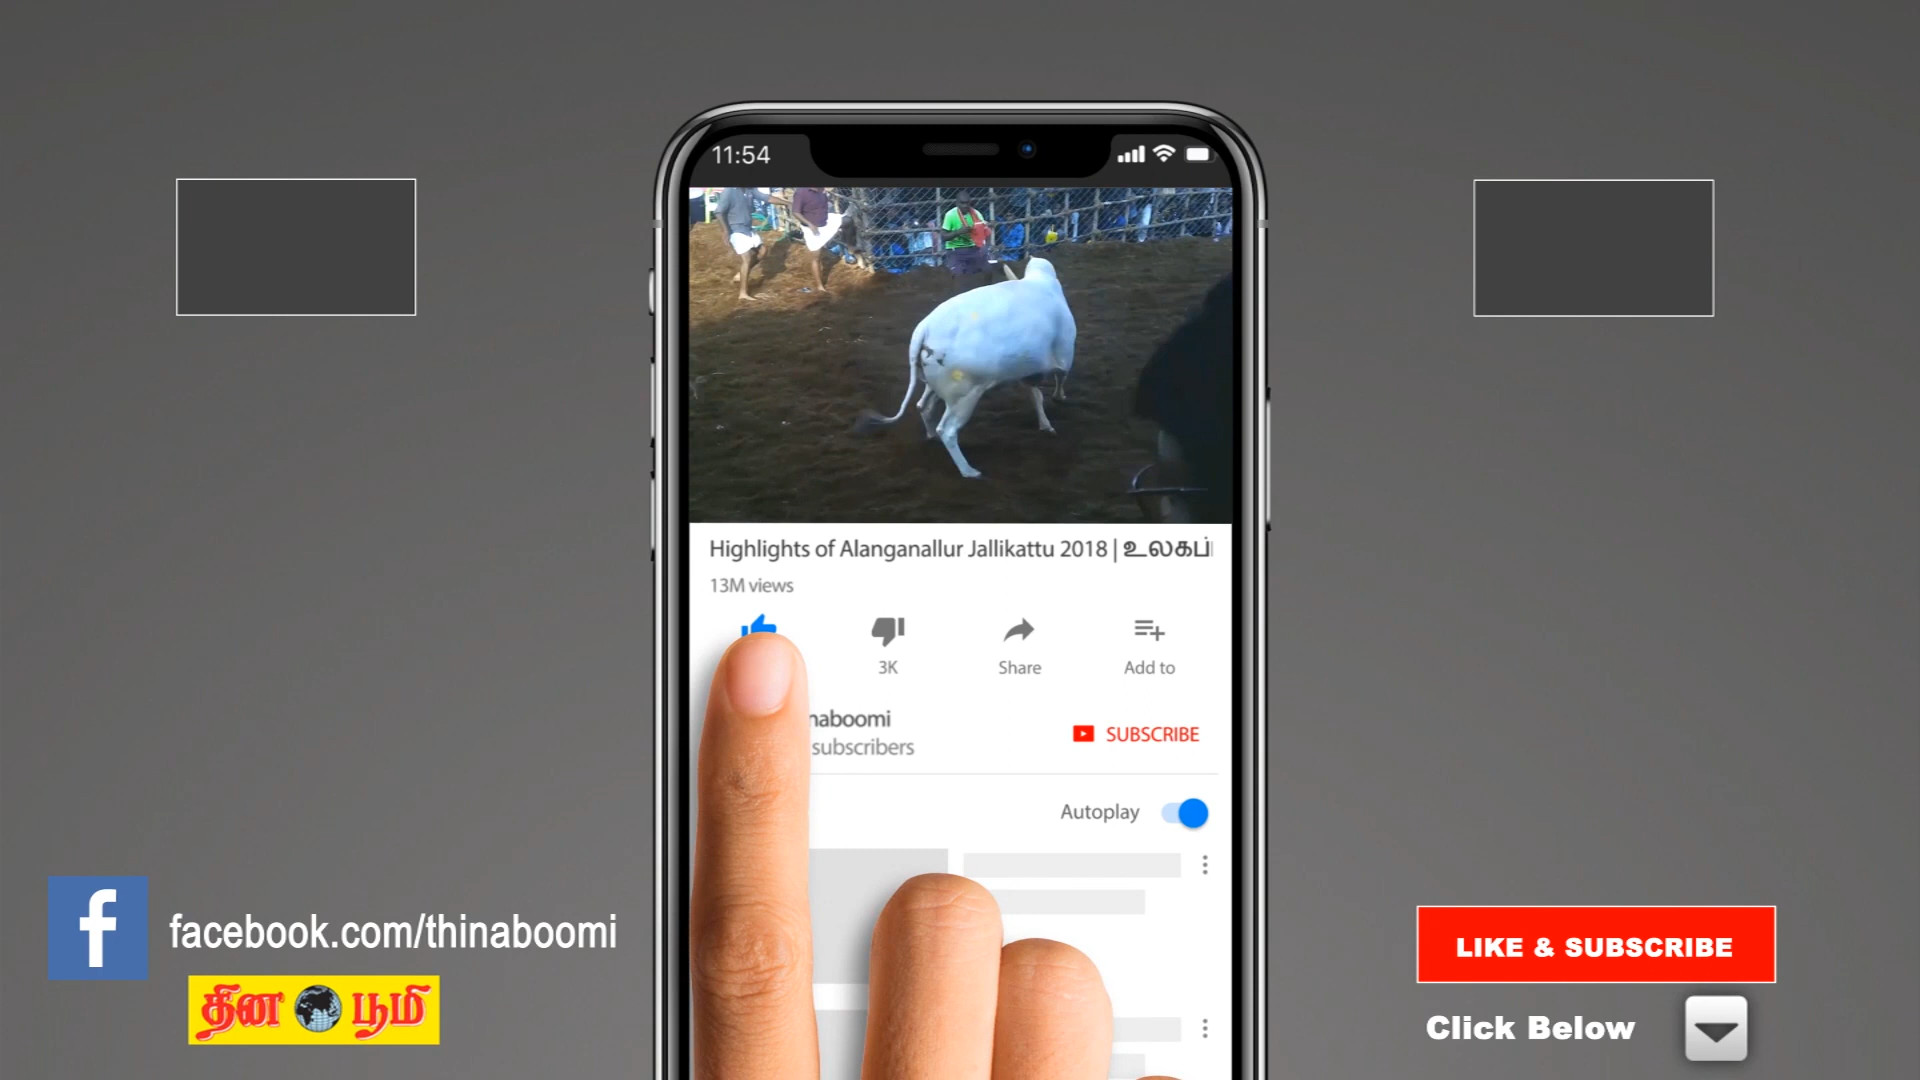 11:54
Highlights of Alanganallur Jallikattu 2018 | உலகப்
13M views
3K
Share
Add to
naboomi
subscribers
SUBSCRIBE
Autoplay
facebook.com/thinaboomi
தின பூமி
LIKE & SUBSCRIBE
Click Below